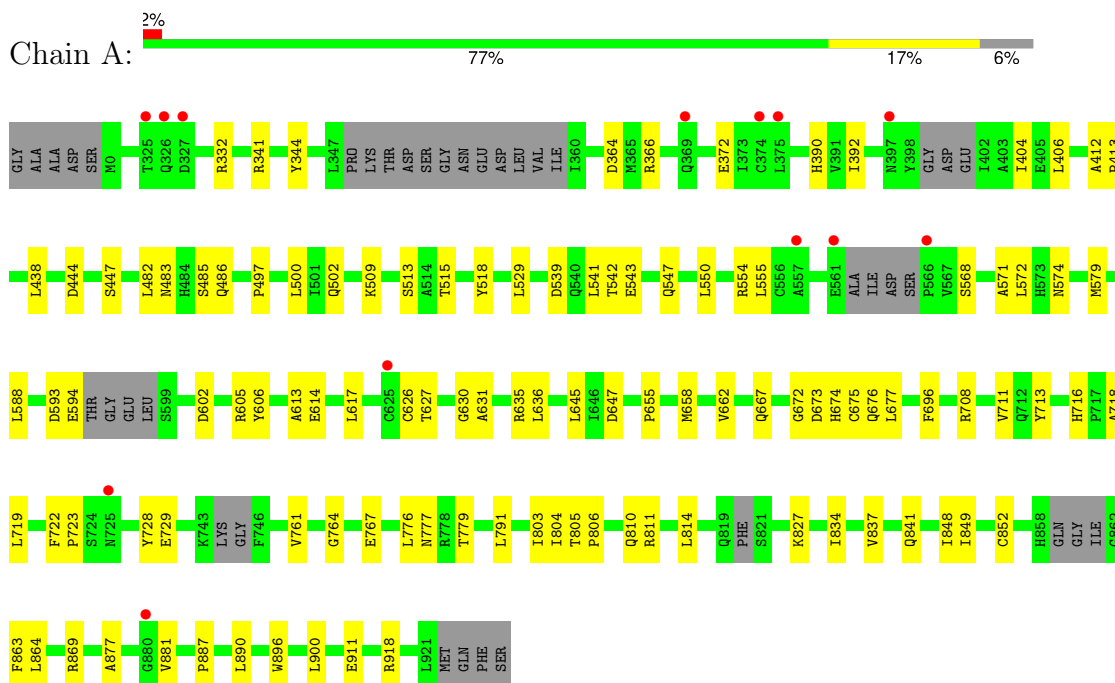 2%
Chain A:
77% 17% 6%
GLY ALA ALA ASP SER M0 T325 Q326 D327 R332 R341 Y344 L347 PRO LYS THR ASP SER GLY ASN GLU ASP LEU VAL ILE I360 D364 M365 R366 Q369 E372 I373 C374 L375 H390 V391 I392 N397 Y398 GLY ASP GLU I402 A403 I404 E405 L406 A412 R413
L438 D444 S447 L482 N483 H484 S485 Q486 P497 L500 I501 Q502 K509 S513 A514 T515 Y518 L529 D539 Q540 L541 T542 E543 Q547 L550 R554 L555 C556 A557 E561 ALA ILE ASP SER P566 V567 S568 A571 L572 H573 N574 M579
L588 D593 E594 THR GLY GLU LEU S599 D602 R605 Y606 A613 E614 L617 C625 C626 T627 G630 A631 R635 L636 L645 I646 D647 P655 M658 V662 Q667 G672 D673 H674 C675 Q676 L677 F696 R708 V711 Q712 Y713 H716 P717 A718
L719 F722 P723 S724 N725 Y728 E729 K743 LYS GLY F746 V761 G764 E767 L776 N777 R778 T779 L791 I803 I804 T805 P806 Q810 R811 L814 Q819 PHE S821 K827 I834 V837 Q841 I848 I849 C852 H858 GLN GLY ILE G862
F863 L864 R869 A877 G880 V881 P887 L890 W896 L900 E911 R918 L921 MET GLN PHE SER